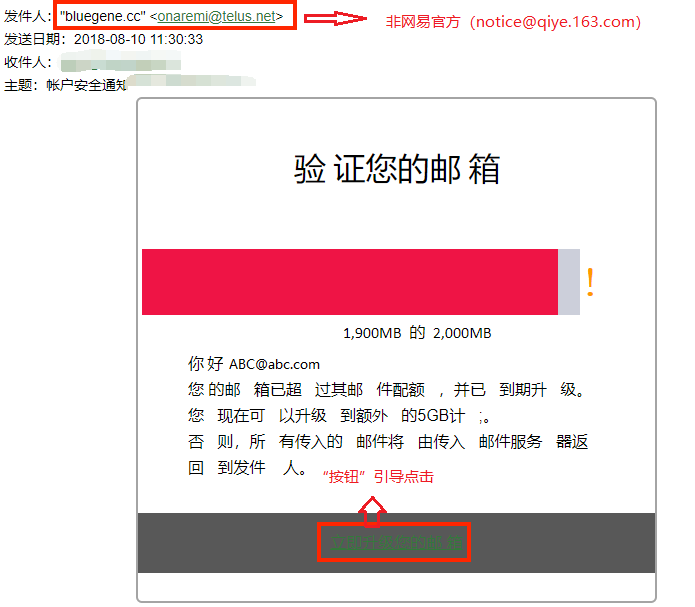 发件人： "bluegene.cc" <onaremi@telus.net>
非网易官方（notice@qiye.163.com）
发送日期： 2018-08-10 11:30:33
收件人：
主题： 帐户安全通知
验 证您的邮 箱
!
1,900MB 的 2,000MB
你 好 ABC@abc.com
您 的邮 箱已超 过其邮 件配额 ，并已 到期升 级。
您 现在可 以升级 到额外 的5GB计 ;。
否 则，所 有传入的 邮件将 由传入 邮件服务 器返
回 到发件 人。
“按钮”引导点击
立即升级您的邮 箱